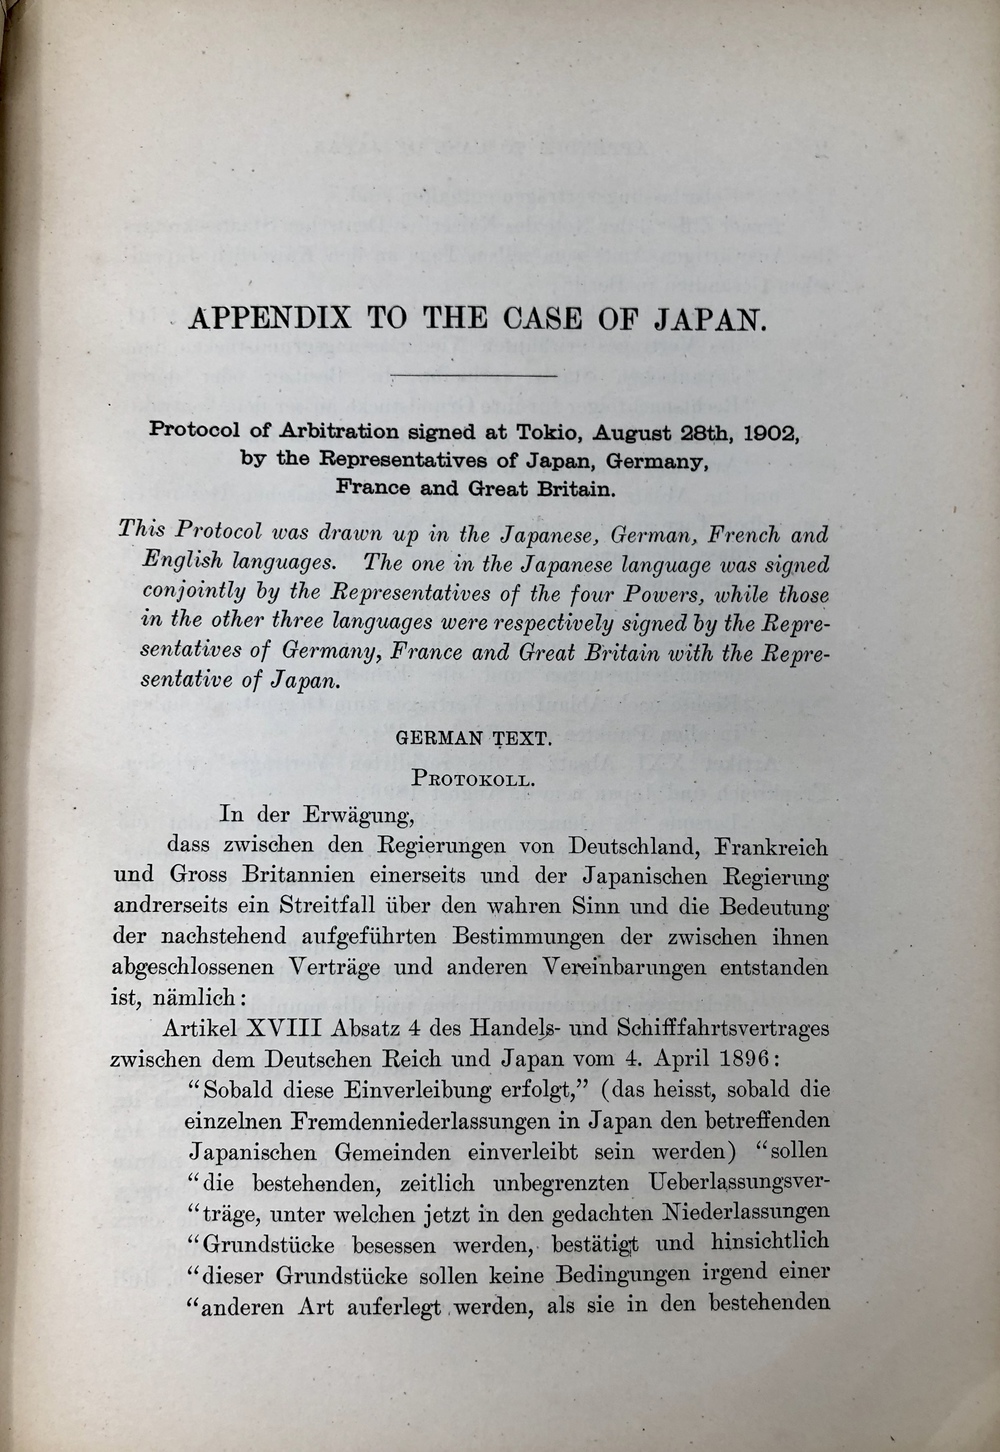 APPENDIX TO THE CASE OF JAPAN.
Protocol of Arbitration signed at Tokio, August 28th, 1902,
by the Representatives of Japan, Germany,
France and Great Britain.
This Protocol was drawn up in the Japanese, German, French and
English languages. The one in the Japanese language was signed
conjointly by the Representatives of the four Powers, while those
in the other three languages were respectively signed by the Repre-
sentatives of Germany, France and Great Britain with the Repre-
sentative of Japan.
GERMAN TEXT.
PROTOKOLL.
In der Erwägung,
dass zwischen den Regierungen von Deutschland, Frankreich
und Gross Britannien einerseits und der Japanischen Regierung
andrerseits ein Streitfall über den wahren Sinn und die Bedeutung
der nachstehend aufgeführten Bestimmungen der zwischen ihnen
abgeschlossenen Verträge und anderen Vereinbarungen entstanden
ist, nämlich:
Artikel XVIII Absatz 4 des Handels- und Schifffahrtsvertrages
zwischen dem Deutschen Reich und Japan vom 4. April 1896:
“Sobald diese Einverleibung erfolgt,” (das heisst, sobald die
einzelnen Fremdenniederlassungen in Japan den betreffenden
Japanischen Gemeinden einverleibt sein werden) “sollen
“die bestehenden, zeitlich unbegrenzten Ueberlassungsver-
“träge, unter welchen jetzt in den gedachten Niederlassungen
“Grundstücke besessen werden, bestätigt und hinsichtlich
“dieser Grundstücke sollen keine Bedingungen irgend einer
“anderen Art auferlegt werden, als sie in den bestehenden